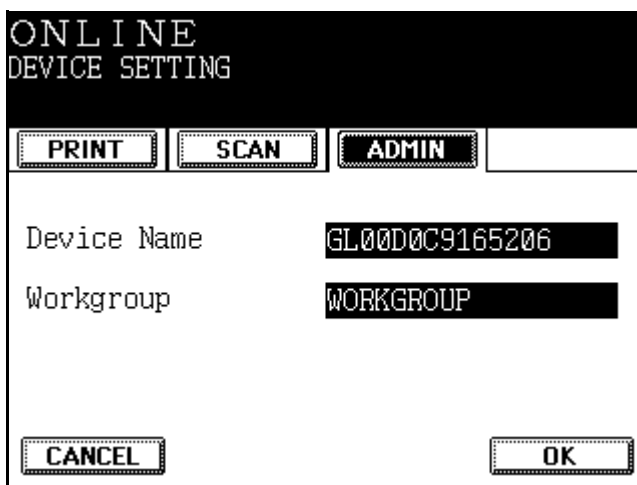 ONLINE
DEVICE SETTING
PRINT SCAN ADMIN
Device Name GL00D0C9165206
Workgroup WORKGROUP
CANCEL OK